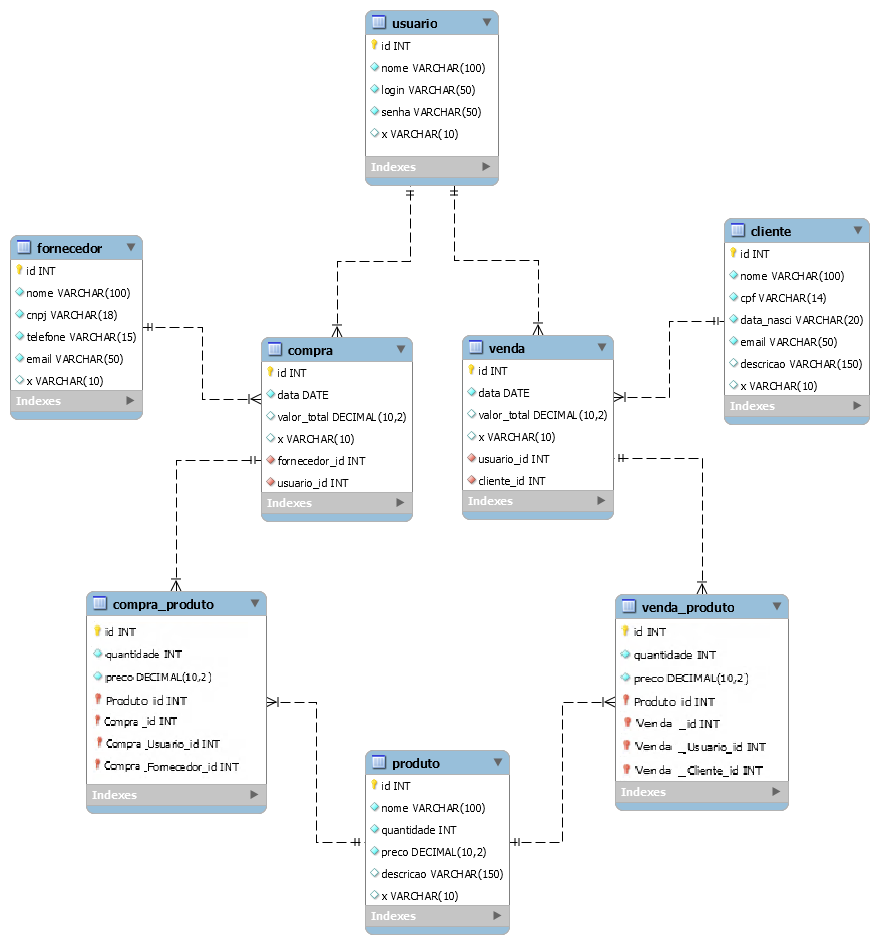 usuario
id INT
nome VARCHAR(100)
login VARCHAR(50)
senha VARCHAR(50)
x VARCHAR(10)
Indexes
fornecedor
id INT
nome VARCHAR(100)
cnpj VARCHAR(18)
telefone VARCHAR(15)
email VARCHAR(50)
x VARCHAR(10)
Indexes
cliente
id INT
nome VARCHAR(100)
cpf VARCHAR(14)
data_nasci VARCHAR(20)
email VARCHAR(50)
descricao VARCHAR(150)
x VARCHAR(10)
Indexes
compra
id INT
data DATE
valor_total DECIMAL(10,2)
x VARCHAR(10)
fornecedor_id INT
usuario_id INT
Indexes
venda
id INT
data DATE
valor_total DECIMAL(10,2)
x VARCHAR(10)
usuario_id INT
cliente_id INT
Indexes
compra_produto
id INT
quantidade INT
preco DECIMAL(10,2)
Produto_id INT
Compra_id INT
Compra_Usuario_id INT
Compra_Fornecedor_id INT
Indexes
venda_produto
id INT
quantidade INT
preco DECIMAL(10,2)
Produto_id INT
Venda _id INT
Venda _Usuario_id INT
Venda _Cliente_id INT
Indexes
produto
id INT
nome VARCHAR(100)
quantidade INT
preco DECIMAL(10,2)
descricao VARCHAR(150)
x VARCHAR(10)
Indexes